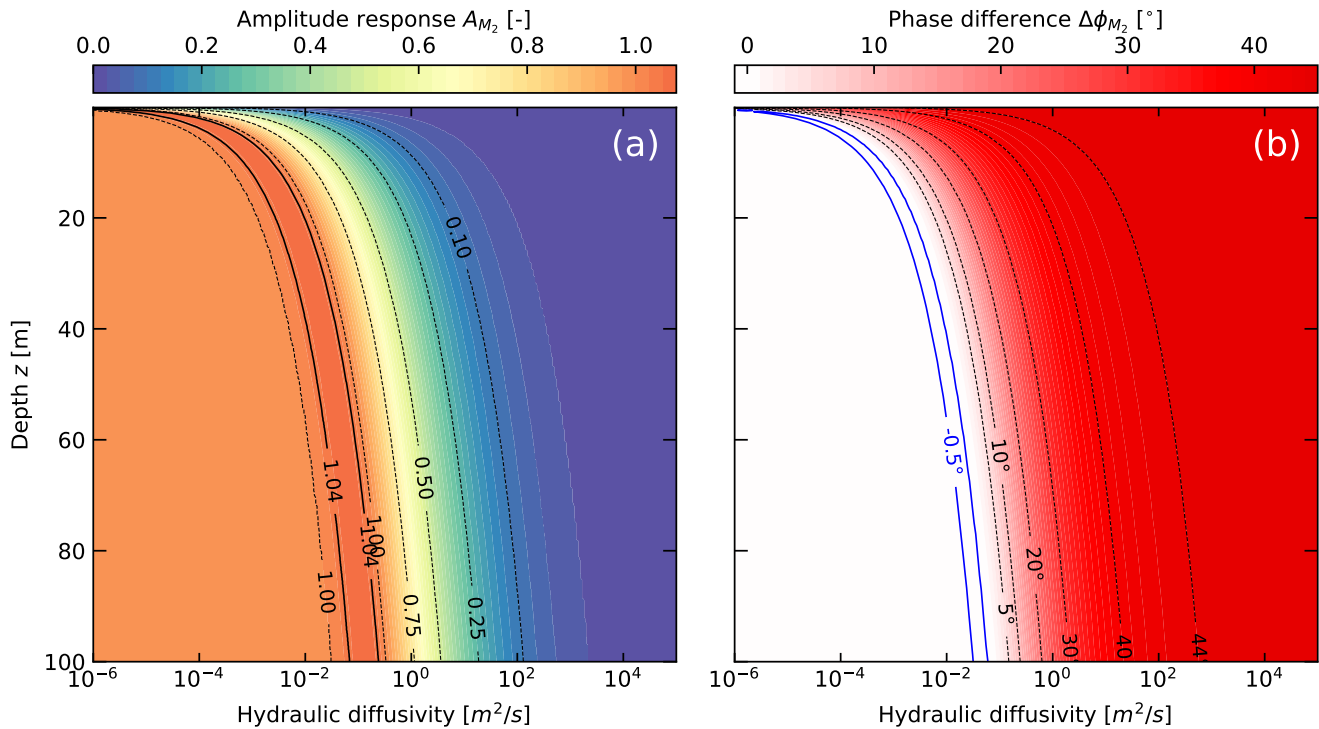 Amplitude response A_{M_2} [-]
0.0 0.2 0.4 0.6 0.8 1.0
(a)
0.10
0.50
1.04
1.00
1.04
1.00
0.75
0.25
20
40
60
80
100
Depth z [m]
10^{-6} 10^{-4} 10^{-2} 10^{0} 10^{2} 10^{4}
Hydraulic diffusivity [m^2/s]
Phase difference Δϕ_{M_2} [°]
0 10 20 30 40
(b)
-0.5°
10°
20°
5°
30°
40
44°
10^{-6} 10^{-4} 10^{-2} 10^{0} 10^{2} 10^{4}
Hydraulic diffusivity [m^2/s]